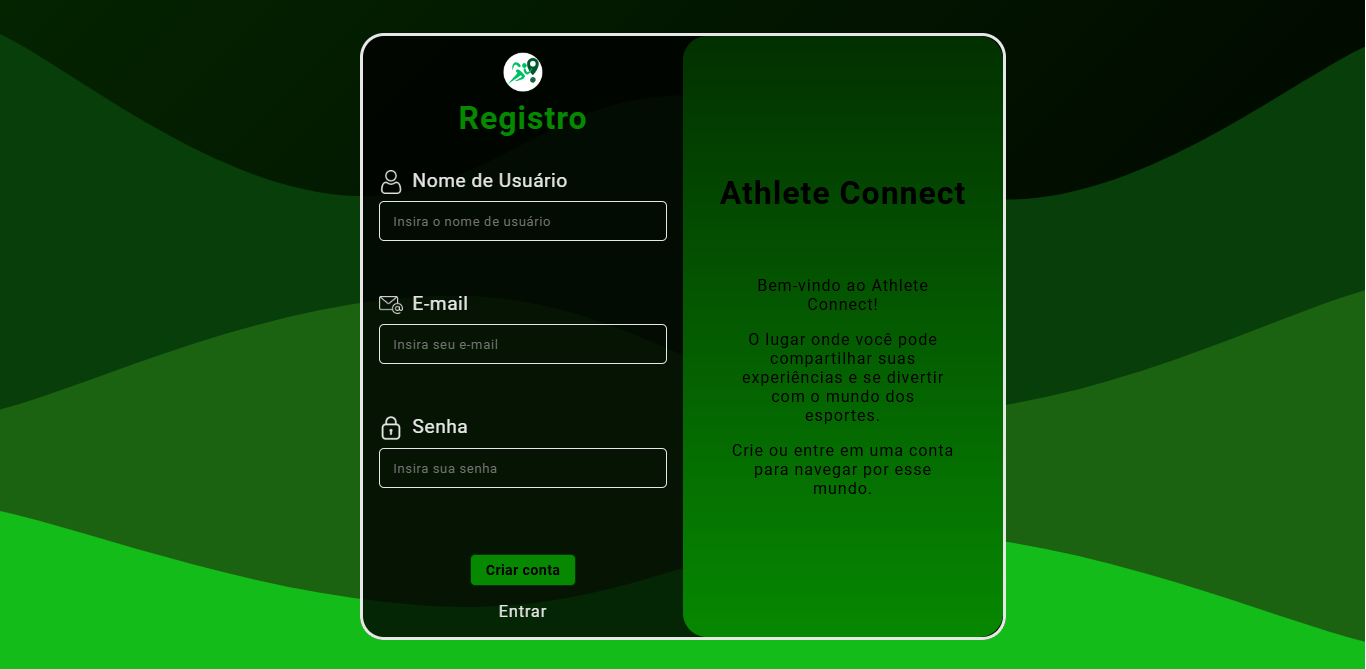 Registro
Nome de Usuário
Insira o nome de usuário
E-mail
Insira seu e-mail
Senha
Insira sua senha
Criar conta
Entrar
Athlete Connect
Bem-vindo ao Athlete
Connect!
O lugar onde você pode
compartilhar suas
experiências e se divertir
com o mundo dos
esportes.
Crie ou entre em uma conta
para navegar por esse
mundo.